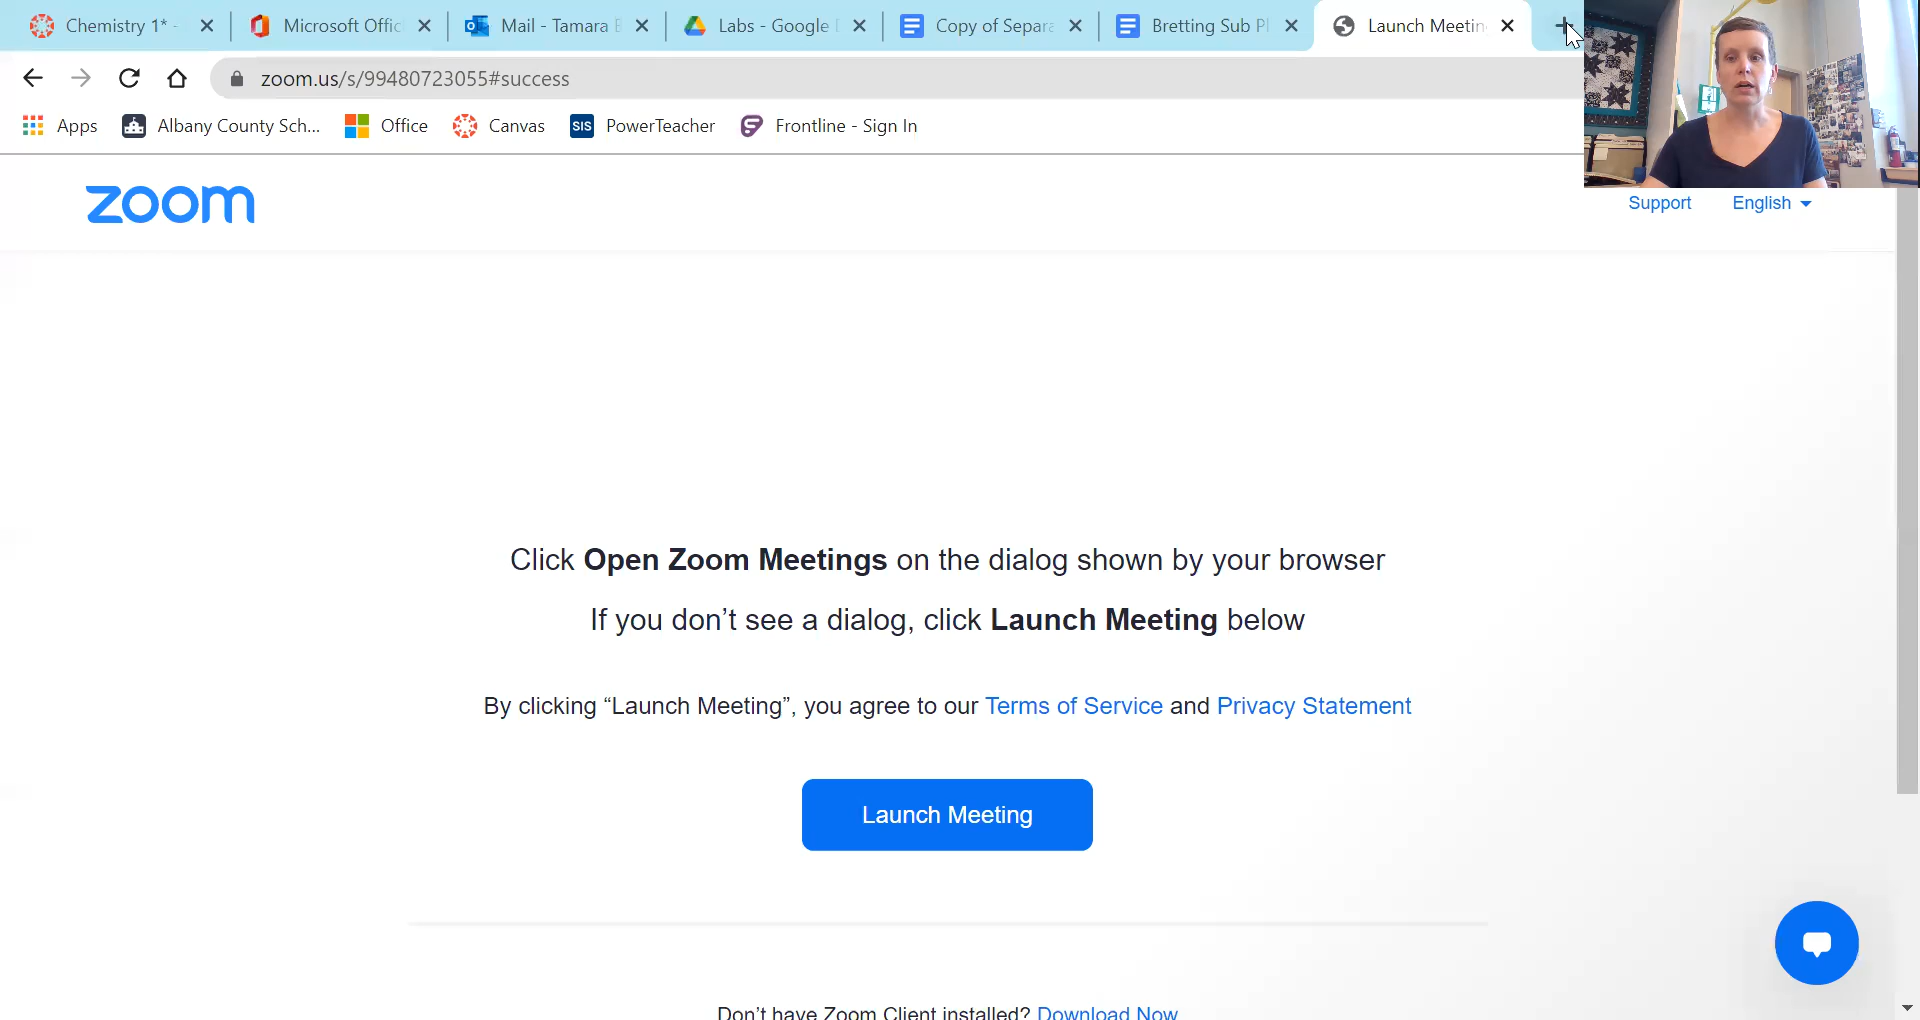 Chemistry 1* -
Microsoft Offic
Mail - Tamara B
Labs - Google D
Copy of Separa
Bretting Sub Pl
Launch Meetin
zoom.us/s/99480723055#success
Apps
Albany County Sch...
Office
Canvas
SIS PowerTeacher
Frontline - Sign In
zoom
Support
English
Click Open Zoom Meetings on the dialog shown by your browser
If you don’t see a dialog, click Launch Meeting below
By clicking “Launch Meeting”, you agree to our Terms of Service and Privacy Statement
Launch Meeting
Don’t have Zoom Client installed? Download Now